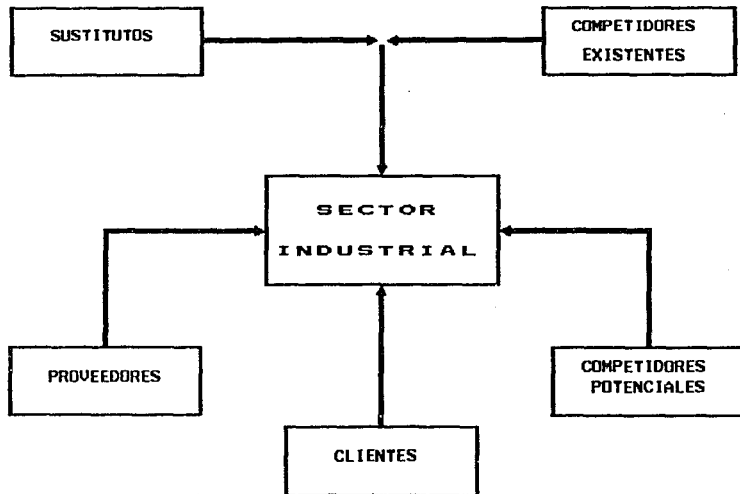 SUSTITUTOS
COMPETIDORES
EXISTENTES
SECTOR
INDUSTRIAL
PROVEEDORES
COMPETIDORES
POTENCIALES
CLIENTES